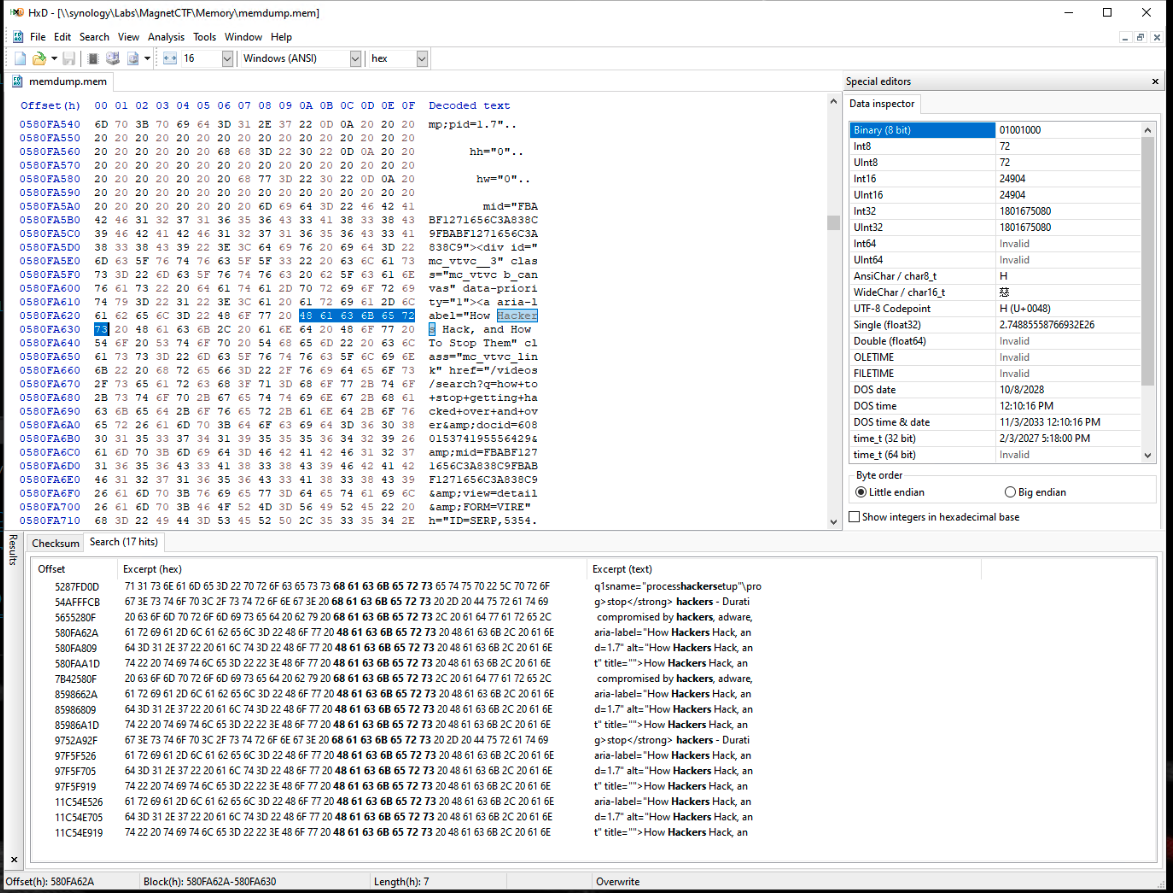 HxD - [\\synology\Labs\MagnetCTF\Memory\memdump.mem]
File Edit Search View Analysis Tools Window Help
16 Windows (ANSI) hex
memdump.mem
Offset(h) 00 01 02 03 04 05 06 07 08 09 0A 0B 0C 0D 0E 0F Decoded text
0580FA540 6D 70 3B 70 69 64 3D 31 2E 37 22 0D 0A 20 20 20 mp;pid=1.7"..
0580FA550 20 20 20 20 20 20 20 20 20 20 20 20 20 20 20 20
0580FA560 20 20 20 20 20 20 68 68 3D 22 30 22 0D 0A 20 20 hh="0"..
0580FA570 20 20 20 20 20 20 20 20 20 20 20 20 20 20 20 20
0580FA580 20 20 20 20 20 20 20 68 77 3D 22 30 22 0D 0A 20 hw="0"..
0580FA590 20 20 20 20 20 20 20 20 20 20 20 20 20 20 20 20
0580FA5A0 20 20 20 20 20 20 20 20 6D 69 64 3D 22 46 42 41 mid="FBA
0580FA5B0 42 46 31 32 37 31 36 35 36 43 33 41 38 33 38 43 BF1271656C3A838C
0580FA5C0 39 46 42 41 42 46 31 32 37 31 36 35 36 43 33 41 9FBABF1271656C3A
0580FA5D0 38 33 38 43 39 22 3E 3C 64 69 76 20 69 64 3D 22 838C9"><div id="
0580FA5E0 6D 63 5F 76 74 76 63 5F 5F 33 22 20 63 6C 61 73 mc_vtvc__3" clas
0580FA5F0 73 3D 22 6D 63 5F 76 74 76 63 20 62 5F 63 61 6E s="mc_vtvc b_can
0580FA600 76 61 73 22 20 64 61 74 61 2D 70 72 69 6F 72 69 vas" data-priori
0580FA610 74 79 3D 22 31 22 3E 3C 61 20 61 72 69 61 2D 6C ty="1"><a aria-l
0580FA620 61 62 65 6C 3D 22 48 6F 77 20 48 61 63 6B 65 72 abel="How Hacker
0580FA630 73 20 48 61 63 6B 2C 20 61 6E 64 20 48 6F 77 20 s Hack, and How
0580FA640 54 6F 20 53 74 6F 70 20 54 68 65 6D 22 20 63 6C To Stop Them" cl
0580FA650 61 73 73 3D 22 6D 63 5F 76 74 76 63 5F 6C 69 6E ass="mc_vtvc_lin
0580FA660 6B 22 20 68 72 65 66 3D 22 2F 76 69 64 65 6F 73 k" href="/videos
0580FA670 2F 73 65 61 72 63 68 3F 71 3D 68 6F 77 2B 74 6F /search?q=how+to
0580FA680 2B 73 74 6F 70 2B 67 65 74 74 69 6E 67 2B 68 61 +stop+getting+ha
0580FA690 63 6B 65 64 2B 6F 76 65 72 2B 61 6E 64 2B 6F 76 cked+over+and+ov
0580FA6A0 65 72 26 61 6D 70 3B 64 6F 63 69 64 3D 36 30 38 er&amp;docid=608
0580FA6B0 30 31 35 33 37 34 31 39 35 35 35 36 34 32 39 26 015374195556429&
0580FA6C0 61 6D 70 3B 6D 69 64 3D 46 42 41 42 46 31 32 37 amp;mid=FBABF127
0580FA6D0 31 36 35 36 43 33 41 38 33 38 43 39 46 42 41 42 1656C3A838C9FBAB
0580FA6E0 46 31 32 37 31 36 35 36 43 33 41 38 33 38 43 39 F1271656C3A838C9
0580FA6F0 26 61 6D 70 3B 76 69 65 77 3D 64 65 74 61 69 6C &amp;view=detail
0580FA700 26 61 6D 70 3B 46 4F 52 4D 3D 56 49 52 45 22 20 &amp;FORM=VIRE"
0580FA710 68 3D 22 49 44 3D 53 45 52 50 2C 35 33 35 34 2E h="ID=SERP,5354.
Special editors
Data inspector
Binary (8 bit) 01001000
Int8 72
UInt8 72
Int16 24904
UInt16 24904
Int32 1801675080
UInt32 1801675080
Int64 Invalid
UInt64 Invalid
AnsiChar / char8_t H
WideChar / char16_t 慈
UTF-8 Codepoint H (U+0048)
Single (float32) 2.74885558766932E26
Double (float64) Invalid
OLETIME Invalid
FILETIME Invalid
DOS date 10/8/2028
DOS time 12:10:16 PM
DOS time & date 11/3/2033 12:10:16 PM
time_t (32 bit) 2/3/2027 5:18:00 PM
time_t (64 bit) Invalid
Byte order
Little endian Big endian
Show integers in hexadecimal base
Results
Checksum Search (17 hits)
Offset Excerpt (hex) Excerpt (text)
5287FD0D 71 31 73 6E 61 6D 65 3D 22 70 72 6F 63 65 73 73 68 61 63 6B 65 72 73 65 74 75 70 22 5C 70 72 6F q1sname="processhackersetup"\pro
54AFFFCB 67 3E 73 74 6F 70 3C 2F 73 74 72 6F 6E 67 3E 20 68 61 63 6B 65 72 73 20 2D 20 44 75 72 61 74 69 g>stop</strong> hackers - Durati
5655280F 20 63 6F 6D 70 72 6F 6D 69 73 65 64 20 62 79 20 68 61 63 6B 65 72 73 2C 20 61 64 77 61 72 65 2C compromised by hackers, adware,
580FA62A 61 72 69 61 2D 6C 61 62 65 6C 3D 22 48 6F 77 20 48 61 63 6B 65 72 73 20 48 61 63 6B 2C 20 61 6E aria-label="How Hackers Hack, an
580FA809 64 3D 31 2E 37 22 20 61 6C 74 3D 22 48 6F 77 20 48 61 63 6B 65 72 73 20 48 61 63 6B 2C 20 61 6E d=1.7" alt="How Hackers Hack, an
580FAA1D 74 22 20 74 69 74 6C 65 3D 22 22 3E 48 6F 77 20 48 61 63 6B 65 72 73 20 48 61 63 6B 2C 20 61 6E t" title="">How Hackers Hack, an
7B42580F 20 63 6F 6D 70 72 6F 6D 69 73 65 64 20 62 79 20 68 61 63 6B 65 72 73 2C 20 61 64 77 61 72 65 2C compromised by hackers, adware,
8598662A 61 72 69 61 2D 6C 61 62 65 6C 3D 22 48 6F 77 20 48 61 63 6B 65 72 73 20 48 61 63 6B 2C 20 61 6E aria-label="How Hackers Hack, an
85986809 64 3D 31 2E 37 22 20 61 6C 74 3D 22 48 6F 77 20 48 61 63 6B 65 72 73 20 48 61 63 6B 2C 20 61 6E d=1.7" alt="How Hackers Hack, an
85986A1D 74 22 20 74 69 74 6C 65 3D 22 22 3E 48 6F 77 20 48 61 63 6B 65 72 73 20 48 61 63 6B 2C 20 61 6E t" title="">How Hackers Hack, an
9752A92F 67 3E 73 74 6F 70 3C 2F 73 74 72 6F 6E 67 3E 20 68 61 63 6B 65 72 73 20 2D 20 44 75 72 61 74 69 g>stop</strong> hackers - Durati
97F5F526 61 72 69 61 2D 6C 61 62 65 6C 3D 22 48 6F 77 20 48 61 63 6B 65 72 73 20 48 61 63 6B 2C 20 61 6E aria-label="How Hackers Hack, an
97F5F705 64 3D 31 2E 37 22 20 61 6C 74 3D 22 48 6F 77 20 48 61 63 6B 65 72 73 20 48 61 63 6B 2C 20 61 6E d=1.7" alt="How Hackers Hack, an
97F5F919 74 22 20 74 69 74 6C 65 3D 22 22 3E 48 6F 77 20 48 61 63 6B 65 72 73 20 48 61 63 6B 2C 20 61 6E t" title="">How Hackers Hack, an
11C54E526 61 72 69 61 2D 6C 61 62 65 6C 3D 22 48 6F 77 20 48 61 63 6B 65 72 73 20 48 61 63 6B 2C 20 61 6E aria-label="How Hackers Hack, an
11C54E705 64 3D 31 2E 37 22 20 61 6C 74 3D 22 48 6F 77 20 48 61 63 6B 65 72 73 20 48 61 63 6B 2C 20 61 6E d=1.7" alt="How Hackers Hack, an
11C54E919 74 22 20 74 69 74 6C 65 3D 22 22 3E 48 6F 77 20 48 61 63 6B 65 72 73 20 48 61 63 6B 2C 20 61 6E t" title="">How Hackers Hack, an
Offset(h): 580FA62A Block(h): 580FA62A-580FA630 Length(h): 7 Overwrite